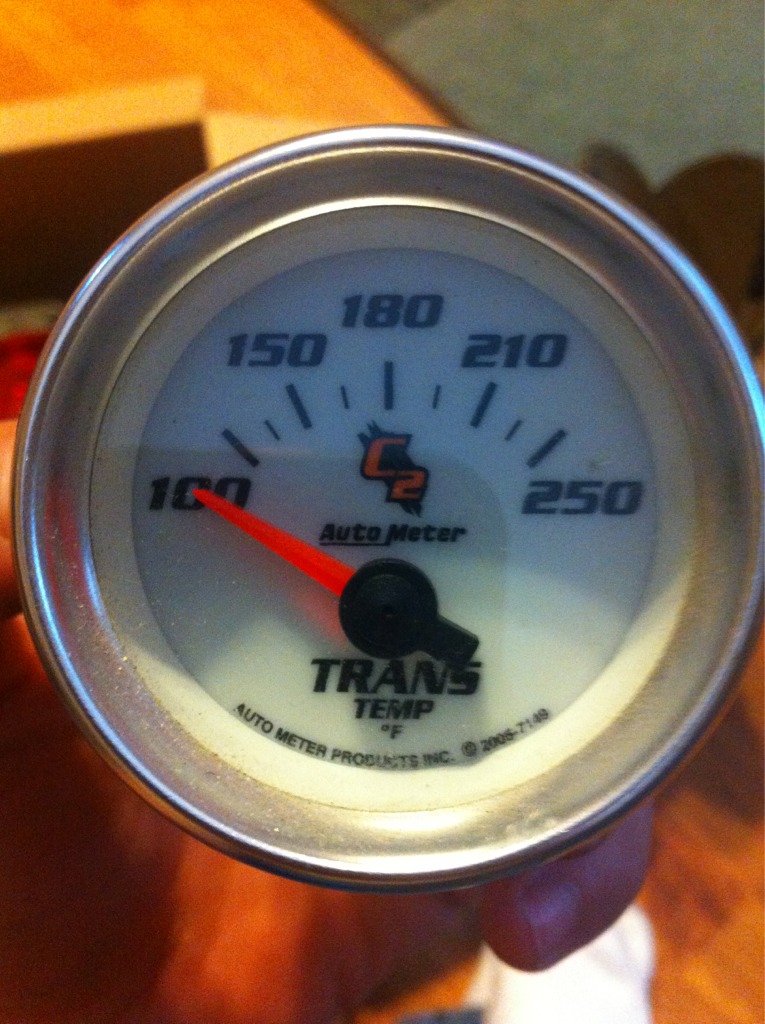 180
150 210
100 250
C2
Auto Meter
TRANS
TEMP
°F
AUTO METER PRODUCTS INC. © 2006-7149